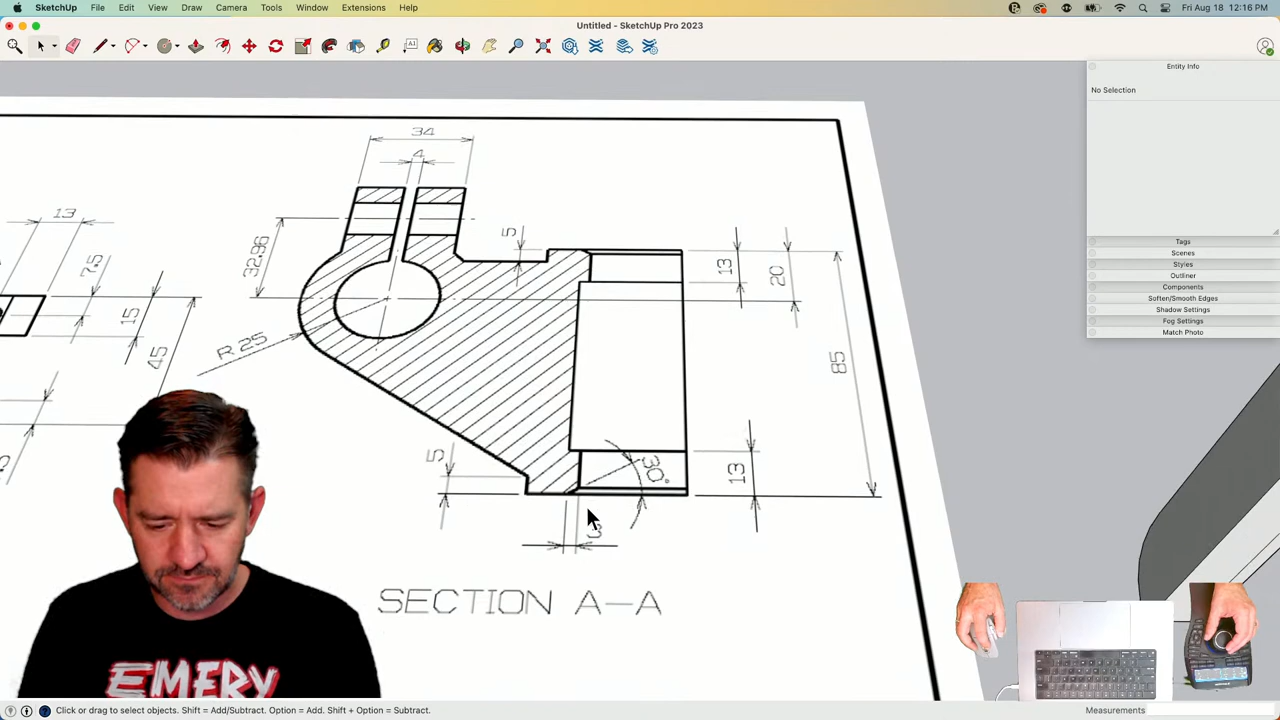 SketchUp File Edit View Draw Camera Tools Window Extensions Help
Fri Aug 18 12:16 PM
Untitled - SketchUp Pro 2023
A1
Entity Info
No Selection
Tags
Scenes
Styles
Outliner
Components
Soften/Smooth Edges
Shadow Settings
Fog Settings
Match Photo
34
4
13
5
32.96
7.5
13
20
15
R 25
45
85
5
30°
13
SECTION A-A
EMERY
Click or drag to select objects. Shift = Add/Subtract. Option = Add. Shift + Option = Subtract.
Measurements